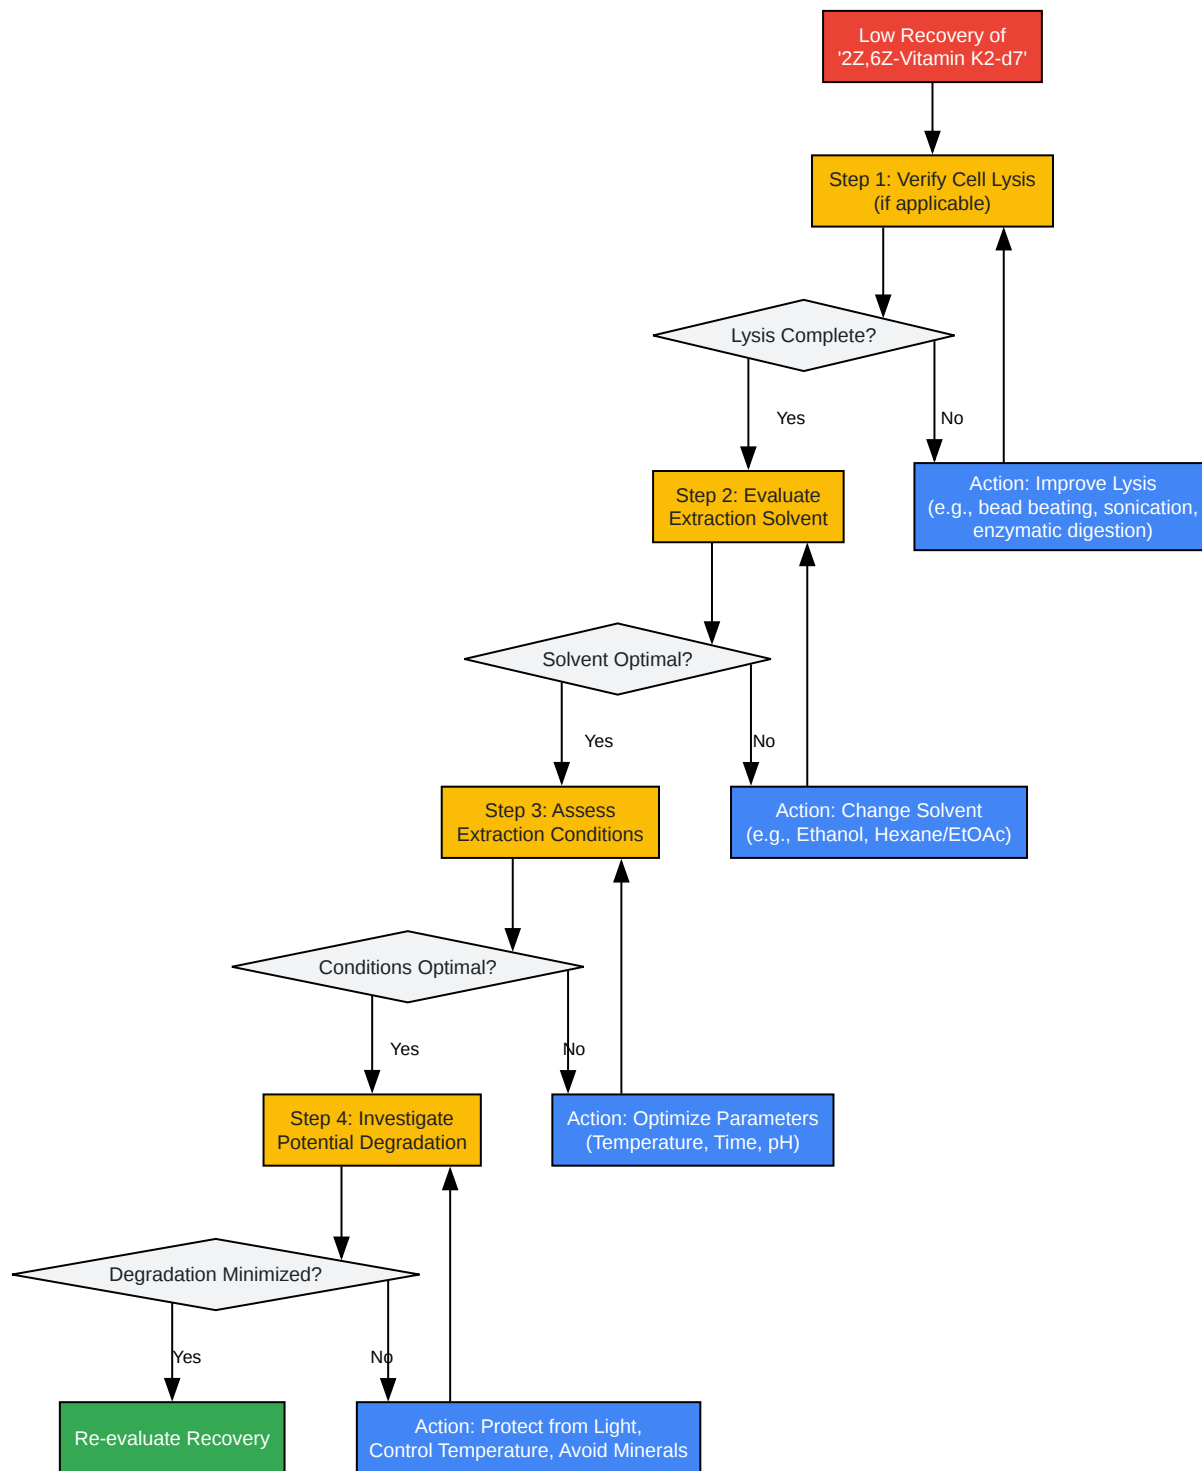 Low Recovery of
'2Z,6Z-Vitamin K2-d7'
Step 1: Verify Cell Lysis
(if applicable)
Lysis Complete?
Yes
No
Step 2: Evaluate
Extraction Solvent
Action: Improve Lysis
(e.g., bead beating, sonication,
enzymatic digestion)
Solvent Optimal?
Yes
No
Step 3: Assess
Extraction Conditions
Action: Change Solvent
(e.g., Ethanol, Hexane/EtOAc)
Conditions Optimal?
Yes
No
Step 4: Investigate
Potential Degradation
Action: Optimize Parameters
(Temperature, Time, pH)
Degradation Minimized?
Yes
No
Re-evaluate Recovery
Action: Protect from Light,
Control Temperature, Avoid Minerals